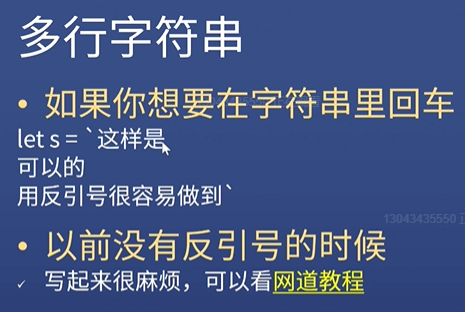 多行字符串
• 如果你想要在字符串里回车
let s = `这样是
可以的
用反引号很容易做到`
13043435550
• 以前没有反引号的时候
✓ 写起来很麻烦，可以看网道教程